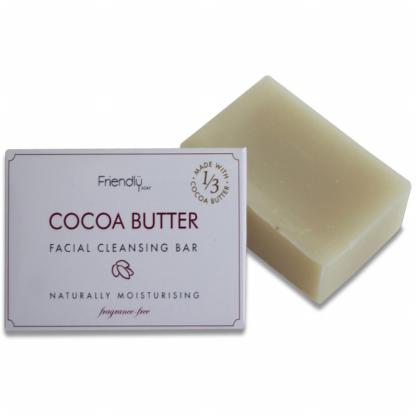 Friendly
SOAP
MADE WITH
1/3
COCOA BUTTER
COCOA BUTTER
FACIAL CLEANSING BAR
NATURALLY MOISTURISING
fragrance-free